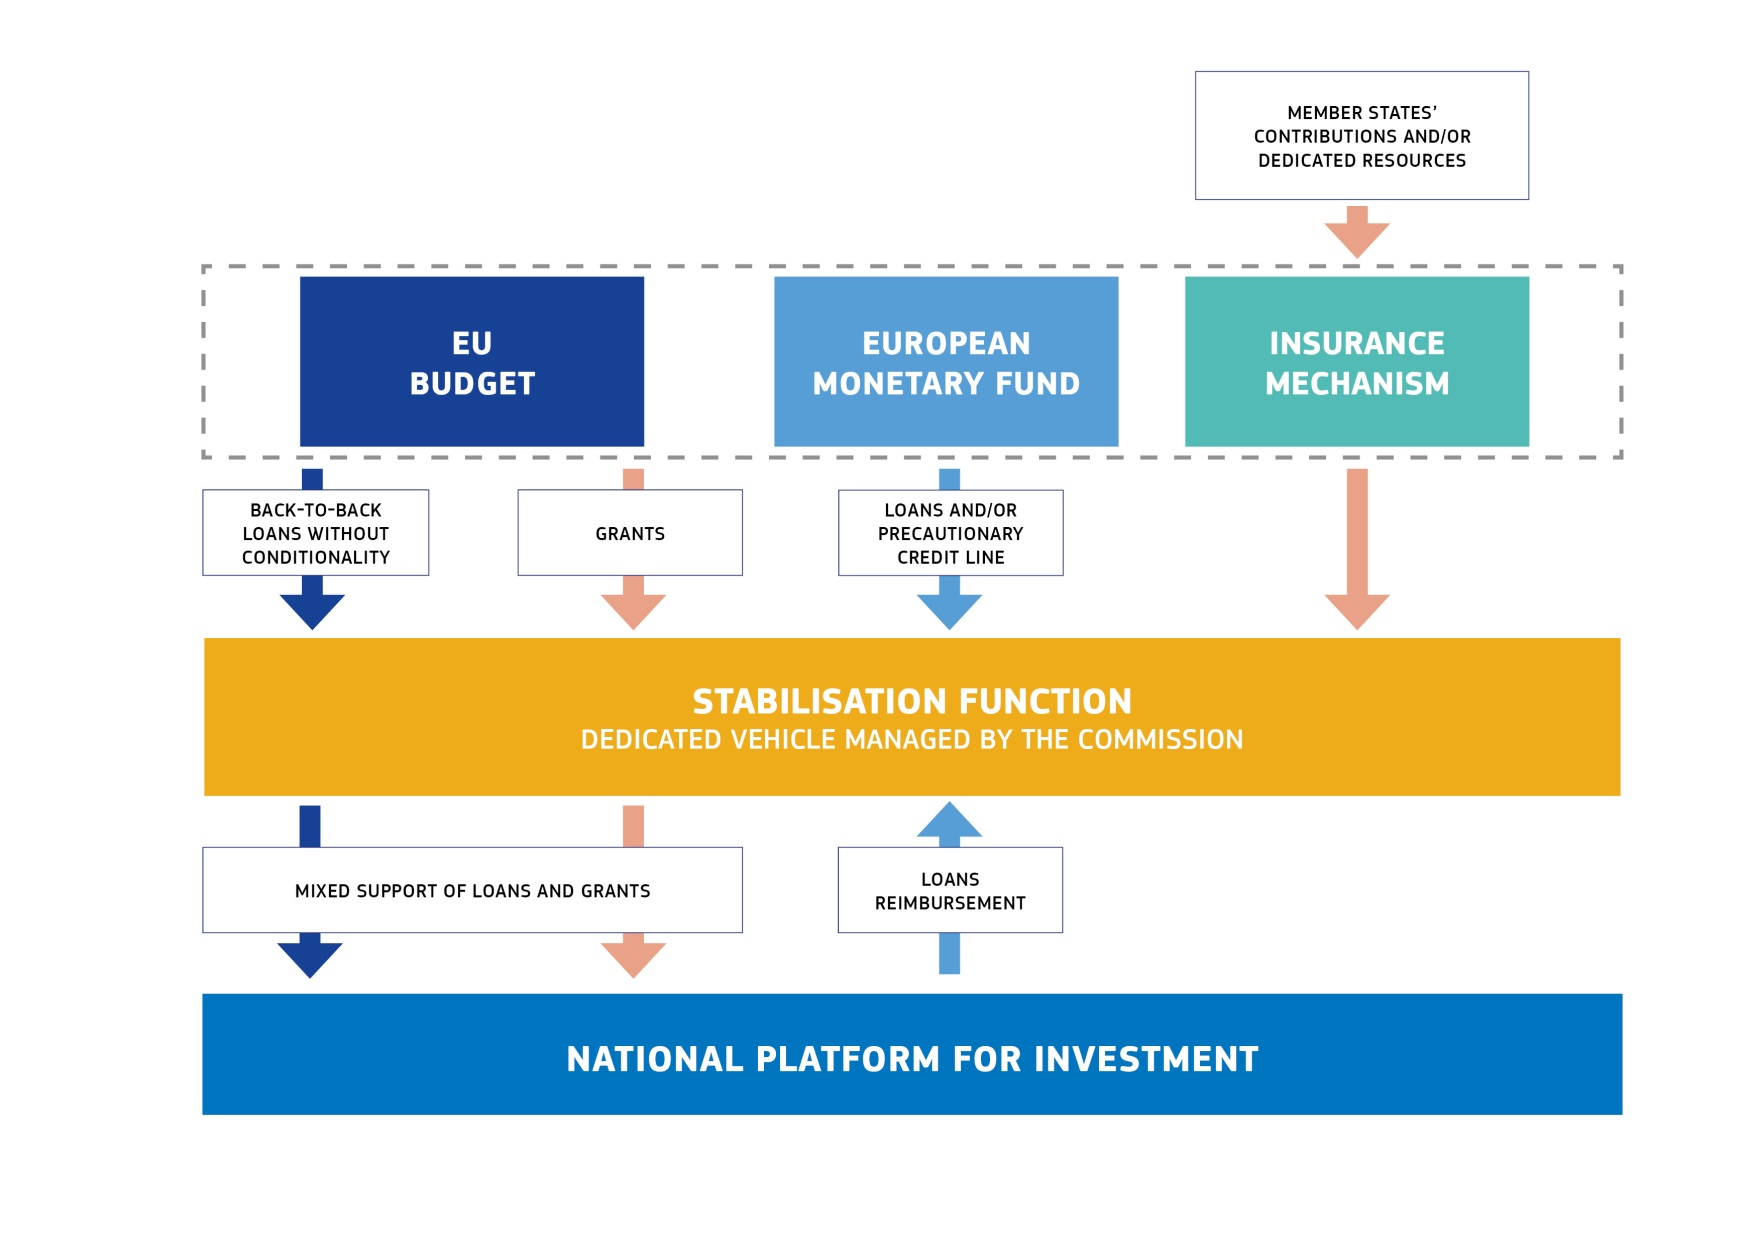 MEMBER STATES’
CONTRIBUTIONS AND/OR
DEDICATED RESOURCES
EU
BUDGET
EUROPEAN
MONETARY FUND
INSURANCE
MECHANISM
BACK-TO-BACK
LOANS WITHOUT
CONDITIONALITY
GRANTS
LOANS AND/OR
PRECAUTIONARY
CREDIT LINE
STABILISATION FUNCTION
DEDICATED VEHICLE MANAGED BY THE COMMISSION
MIXED SUPPORT OF LOANS AND GRANTS
LOANS
REIMBURSEMENT
NATIONAL PLATFORM FOR INVESTMENT